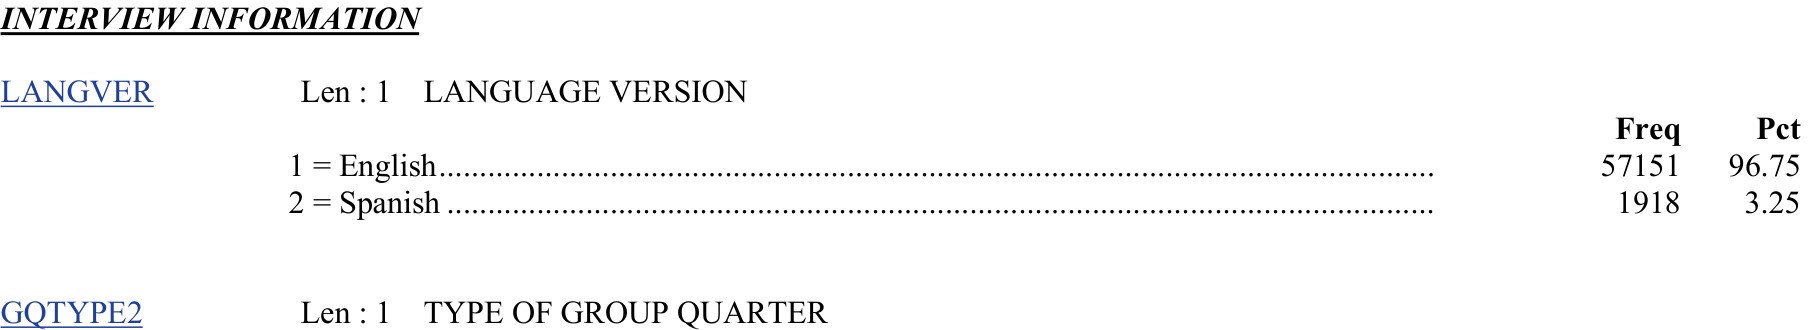 INTERVIEW INFORMATION
LANGVER Len : 1 LANGUAGE VERSION
Freq Pct
1 = English............................................................................................................................ 57151 96.75
2 = Spanish ........................................................................................................................... 1918 3.25
GQTYPE2 Len : 1 TYPE OF GROUP QUARTER